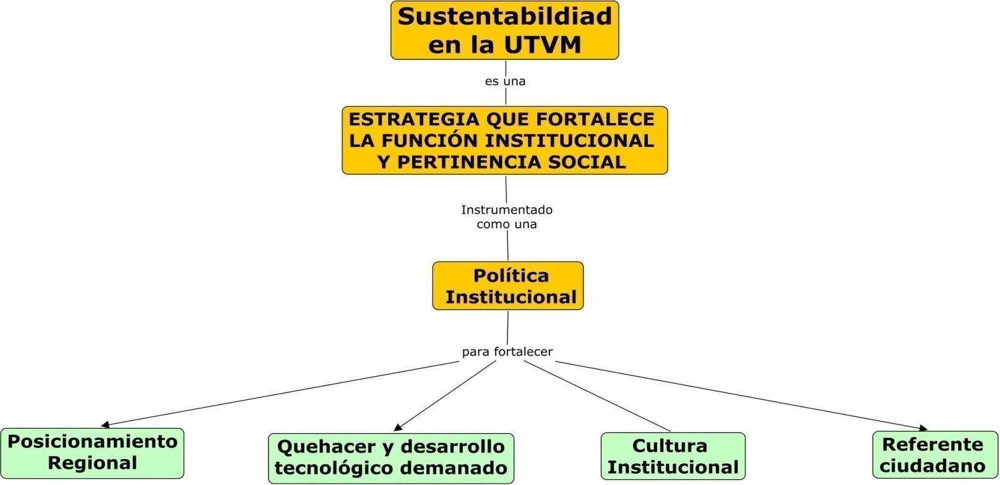 Sustentabildiad
en la UTVM
es una
ESTRATEGIA QUE FORTALECE
LA FUNCIÓN INSTITUCIONAL
Y PERTINENCIA SOCIAL
Instrumentado
como una
Política
Institucional
para fortalecer
Posicionamiento
Regional
Quehacer y desarrollo
tecnológico demanado
Cultura
Institucional
Referente
ciudadano